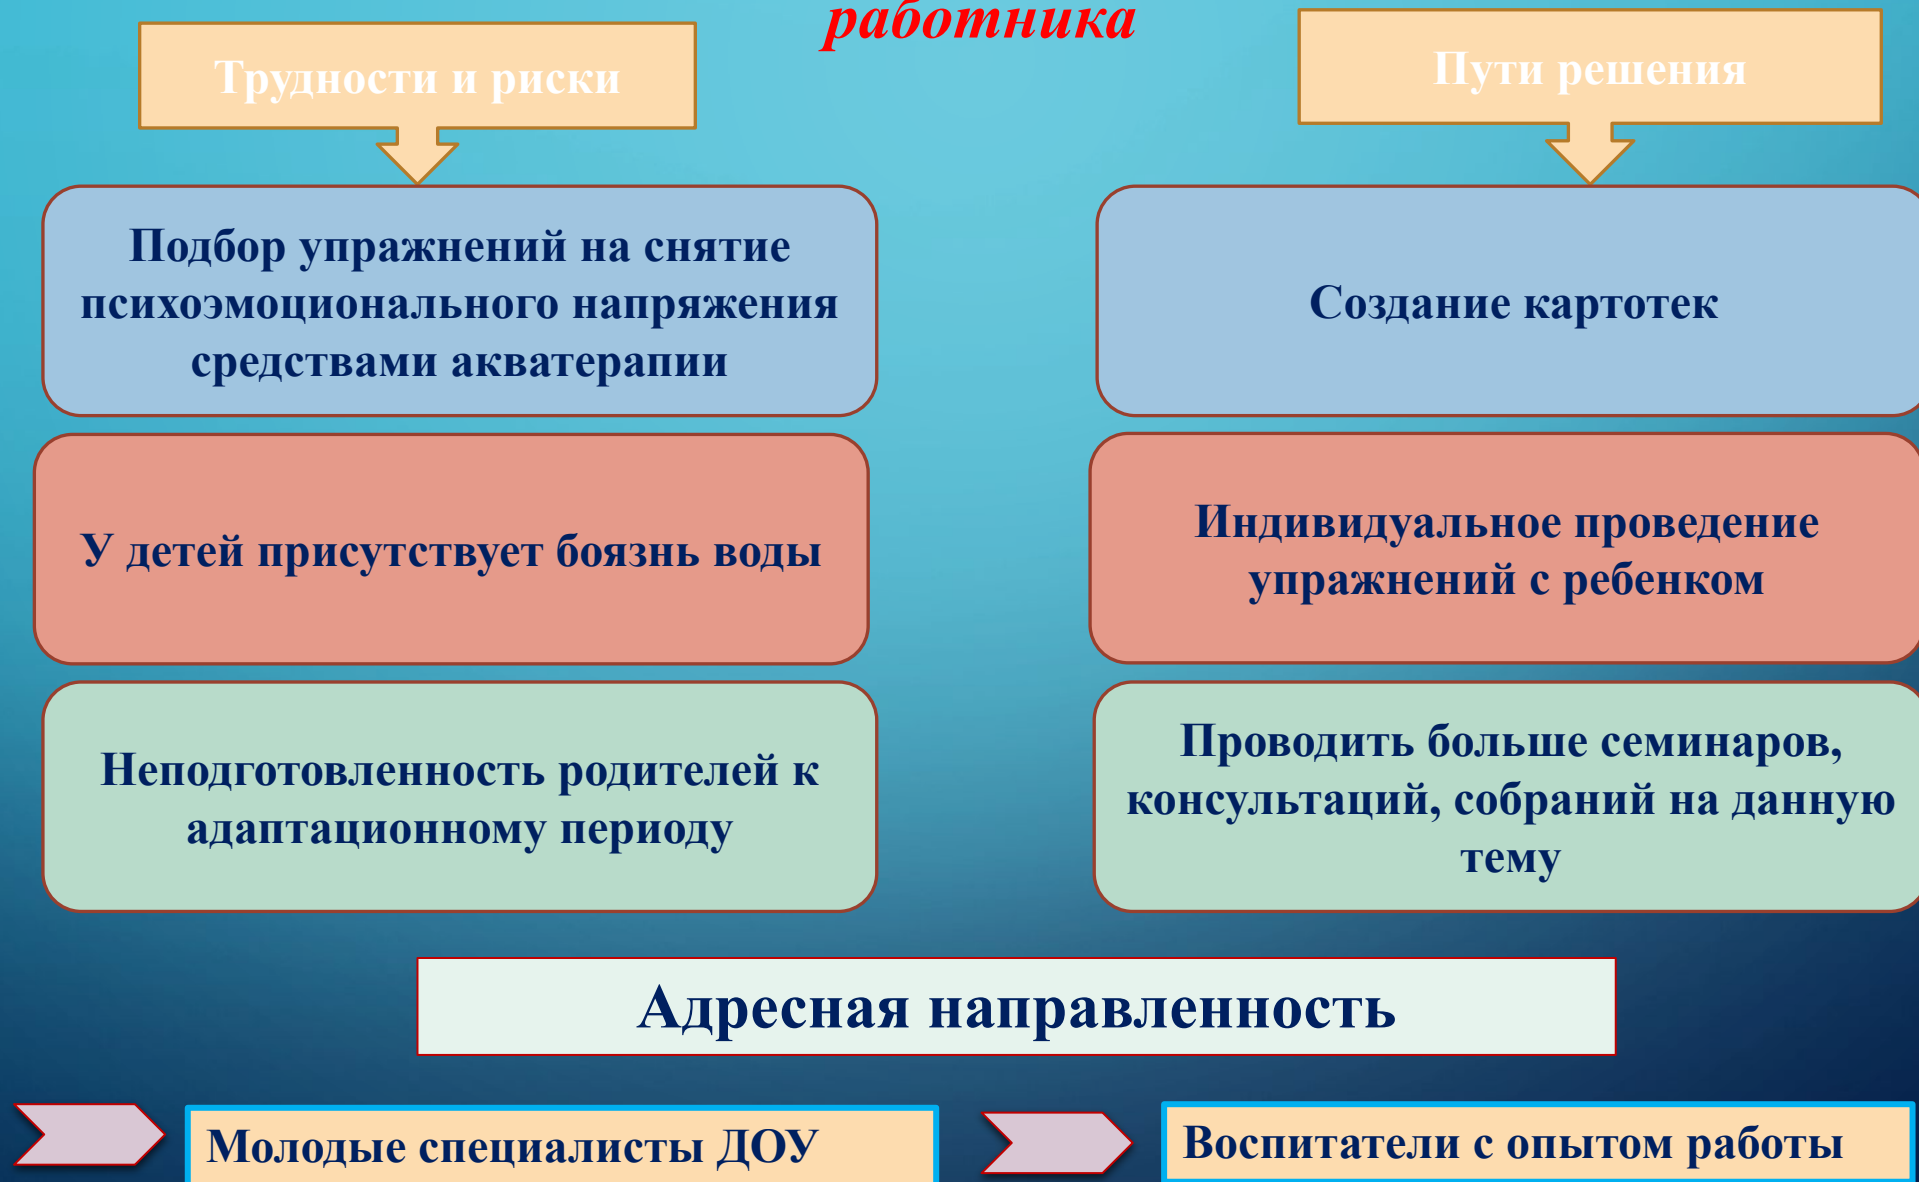 работника
Трудности и риски
Пути решения
Подбор упражнений на снятие
психоэмоционального напряжения
средствами акватерапии
Создание картотек
У детей присутствует боязнь воды
Индивидуальное проведение
упражнений с ребенком
Неподготовленность родителей к
адаптационному периоду
Проводить больше семинаров,
консультаций, собраний на данную
тему
Адресная направленность
Молодые специалисты ДОУ
Воспитатели с опытом работы